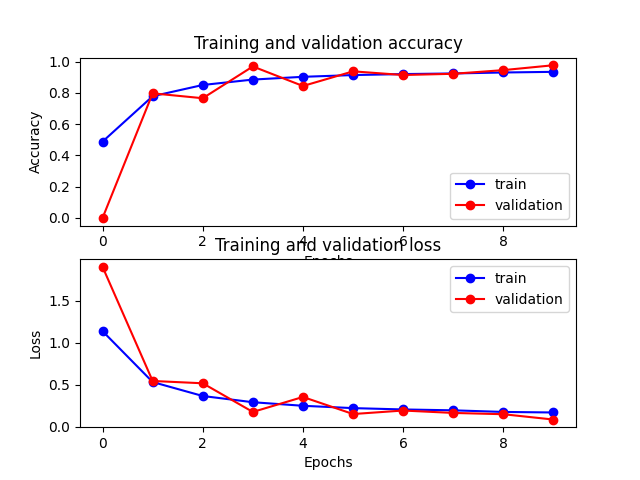 Training and validation accuracy
Accuracy
1.0
0.8
0.6
0.4
0.2
0.0
train
validation
0 2 4 6 8
Training and validation loss
Loss
1.5
1.0
0.5
0.0
train
validation
0 2 4 6 8
Epochs